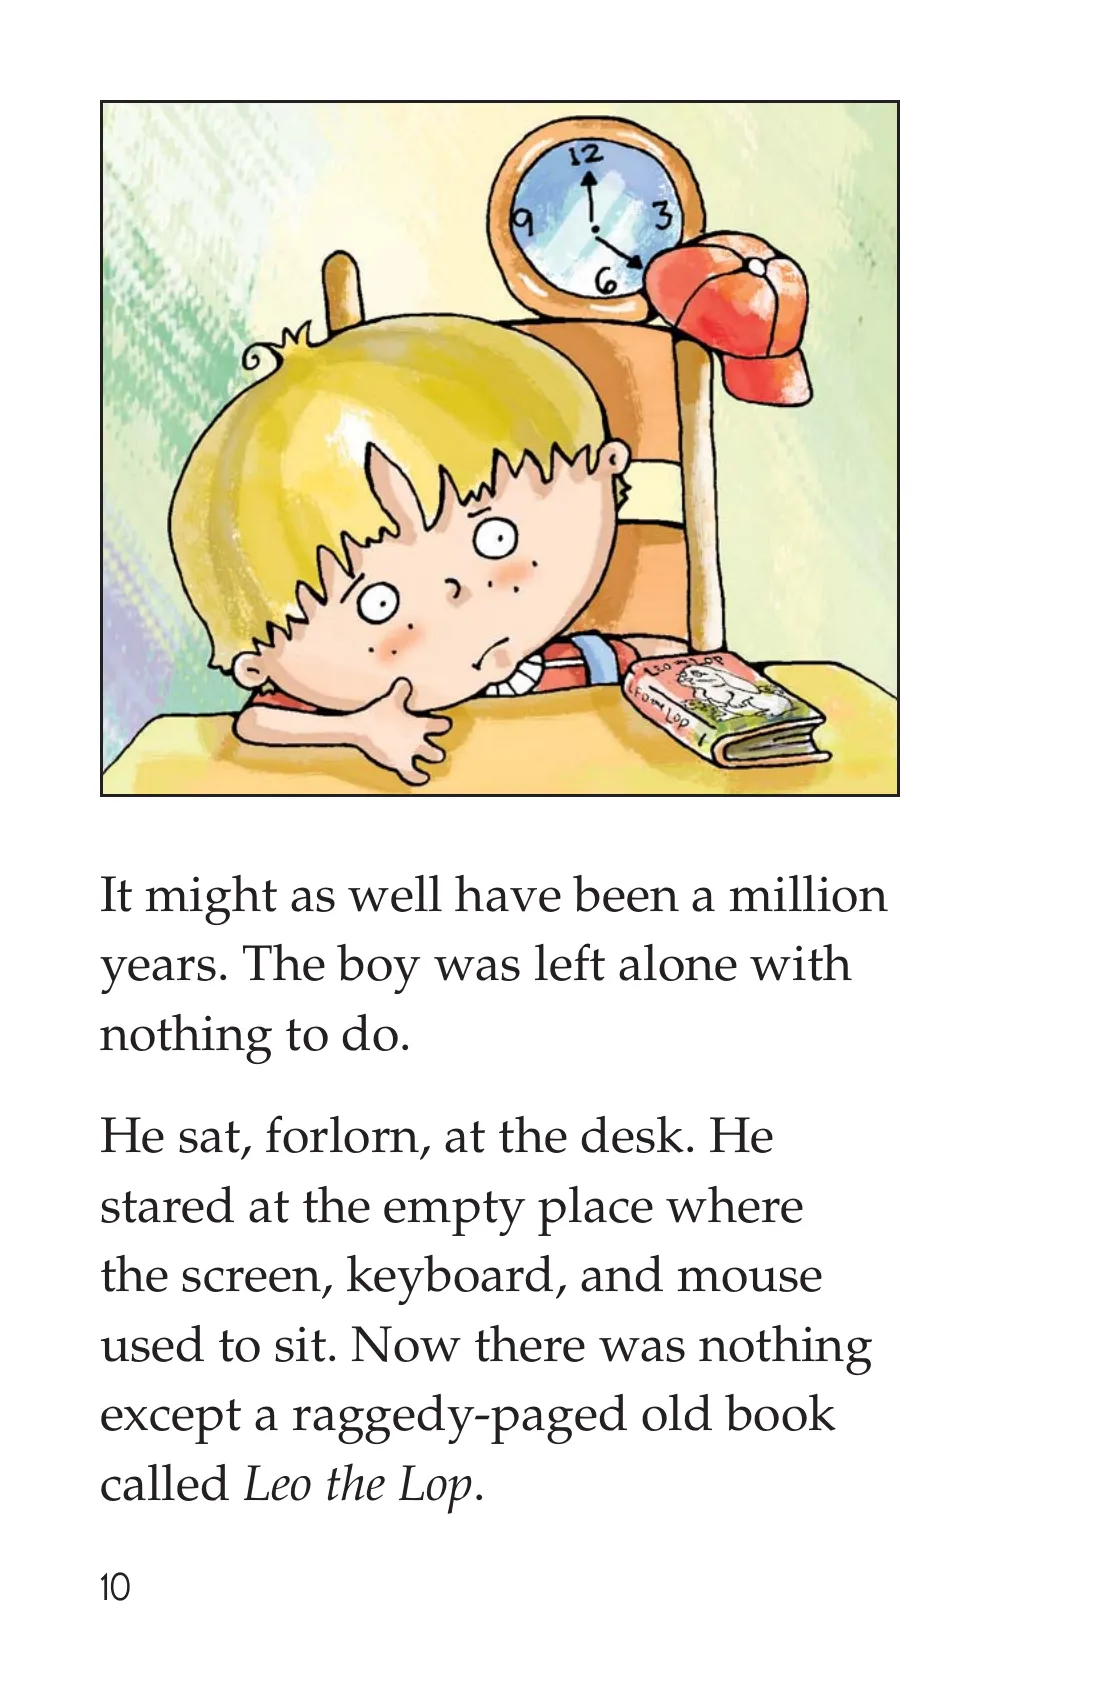 12
9
3
6
LEO THE LOP
LEO THE LOP
It might as well have been a million
years. The boy was left alone with
nothing to do.
He sat, forlorn, at the desk. He
stared at the empty place where
the screen, keyboard, and mouse
used to sit. Now there was nothing
except a raggedy-paged old book
called Leo the Lop.
10